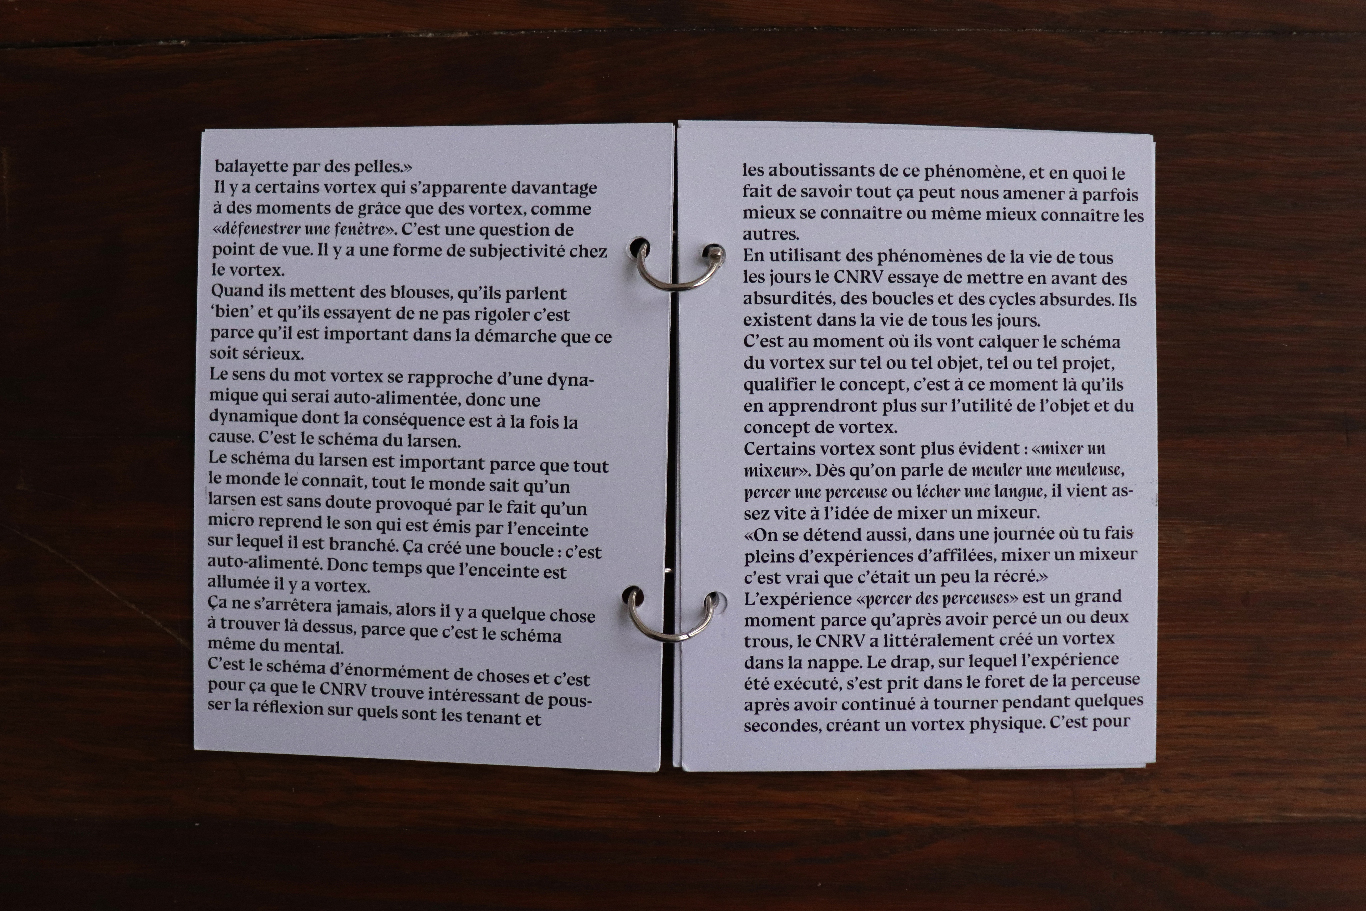 balayette par des pelles.»
Il y a certains vortex qui s'apparente davantage
à des moments de grâce que des vortex, comme
«défenestrer une fenêtre». C'est une question de
point de vue. Il y a une forme de subjectivité chez
le vortex.
Quand ils mettent des blouses, qu'ils parlent
'bien' et qu'ils essayent de ne pas rigoler c'est
parce qu'il est important dans la démarche que ce
soit sérieux.
Le sens du mot vortex se rapproche d'une dyna-
mique qui serai auto-alimentée, donc une
dynamique dont la conséquence est à la fois la
cause. C'est le schéma du larsen.
Le schéma du larsen est important parce que tout
le monde le connait, tout le monde sait qu'un
larsen est sans doute provoqué par le fait qu'un
micro reprend le son qui est émis par l'enceinte
sur lequel il est branché. Ça créé une boucle : c'est
auto-alimenté. Donc temps que l'enceinte est
allumée il y a vortex.
Ça ne s'arrêtera jamais, alors il y a quelque chose
à trouver là dessus, parce que c'est le schéma
même du mental.
C'est le schéma d'énormément de choses et c'est
pour ça que le CNRV trouve intéressant de pous-
ser la réflexion sur quels sont les tenant et
les aboutissants de ce phénomène, et en quoi le
fait de savoir tout ça peut nous amener à parfois
mieux se connaître ou même mieux connaître les
autres.
En utilisant des phénomènes de la vie de tous
les jours le CNRV essaye de mettre en avant des
absurdités, des boucles et des cycles absurdes. Ils
existent dans la vie de tous les jours.
C'est au moment où ils vont calquer le schéma
du vortex sur tel ou tel objet, tel ou tel projet,
qualifier le concept, c'est à ce moment là qu'ils
en apprendront plus sur l'utilité de l'objet et du
concept de vortex.
Certains vortex sont plus évident : «mixer un
mixeur». Dès qu'on parle de meuler une meuleuse,
percer une perceuse ou lécher une langue, il vient as-
sez vite à l'idée de mixer un mixeur.
«On se détend aussi, dans une journée où tu fais
pleins d'expériences d'affilées, mixer un mixeur
c'est vrai que c'était un peu la récré.»
L'expérience «percer des perceuses» est un grand
moment parce qu'après avoir percé un ou deux
trous, le CNRV a littéralement créé un vortex
dans la nappe. Le drap, sur lequel l'expérience
été exécuté, s'est prit dans le foret de la perceuse
après avoir continué à tourner pendant quelques
secondes, créant un vortex physique. C'est pour